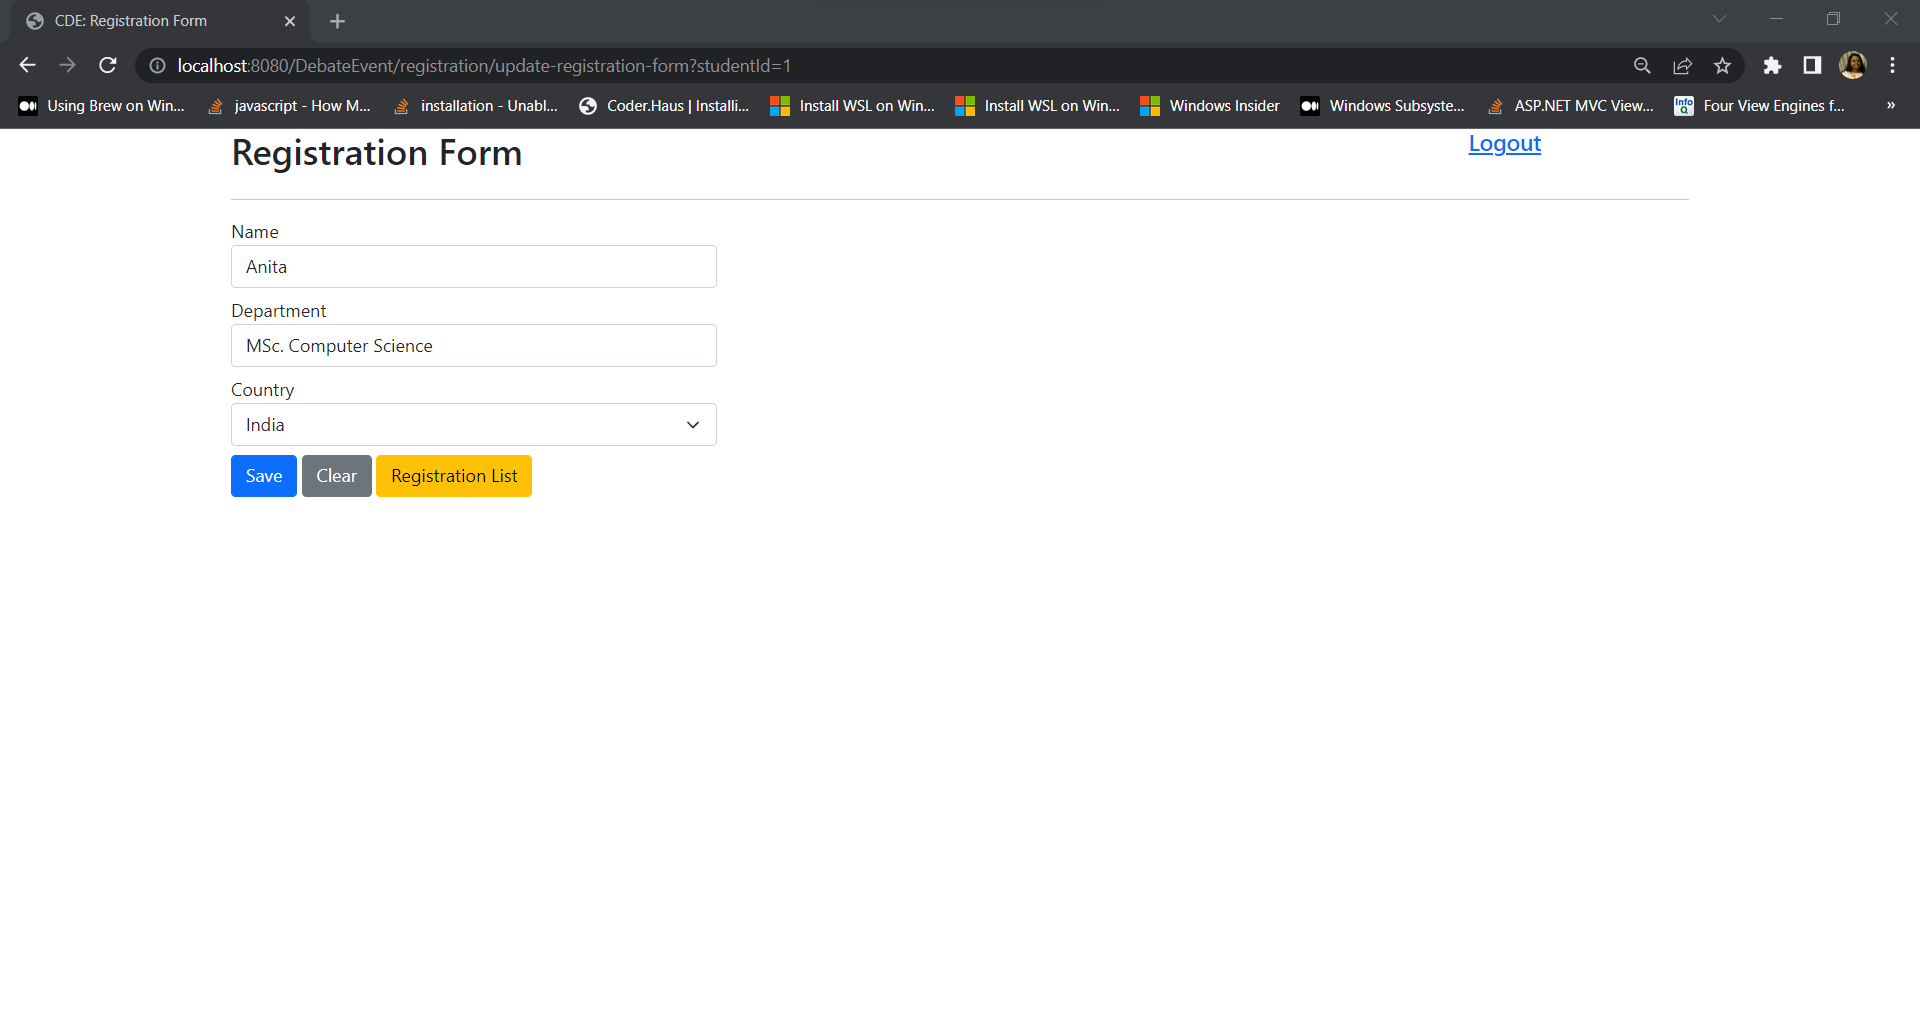 CDE: Registration Form
localhost:8080/DebateEvent/registration/update-registration-form?studentId=1
Using Brew on Win... javascript - How M... installation - Unabl... Coder.Haus | Installi... Install WSL on Win... Install WSL on Win... Windows Insider Windows Subsyste... ASP.NET MVC View... Info Q Four View Engines f... »
Registration Form Logout
Name
Anita
Department
MSc. Computer Science
Country
India
Save Clear Registration List